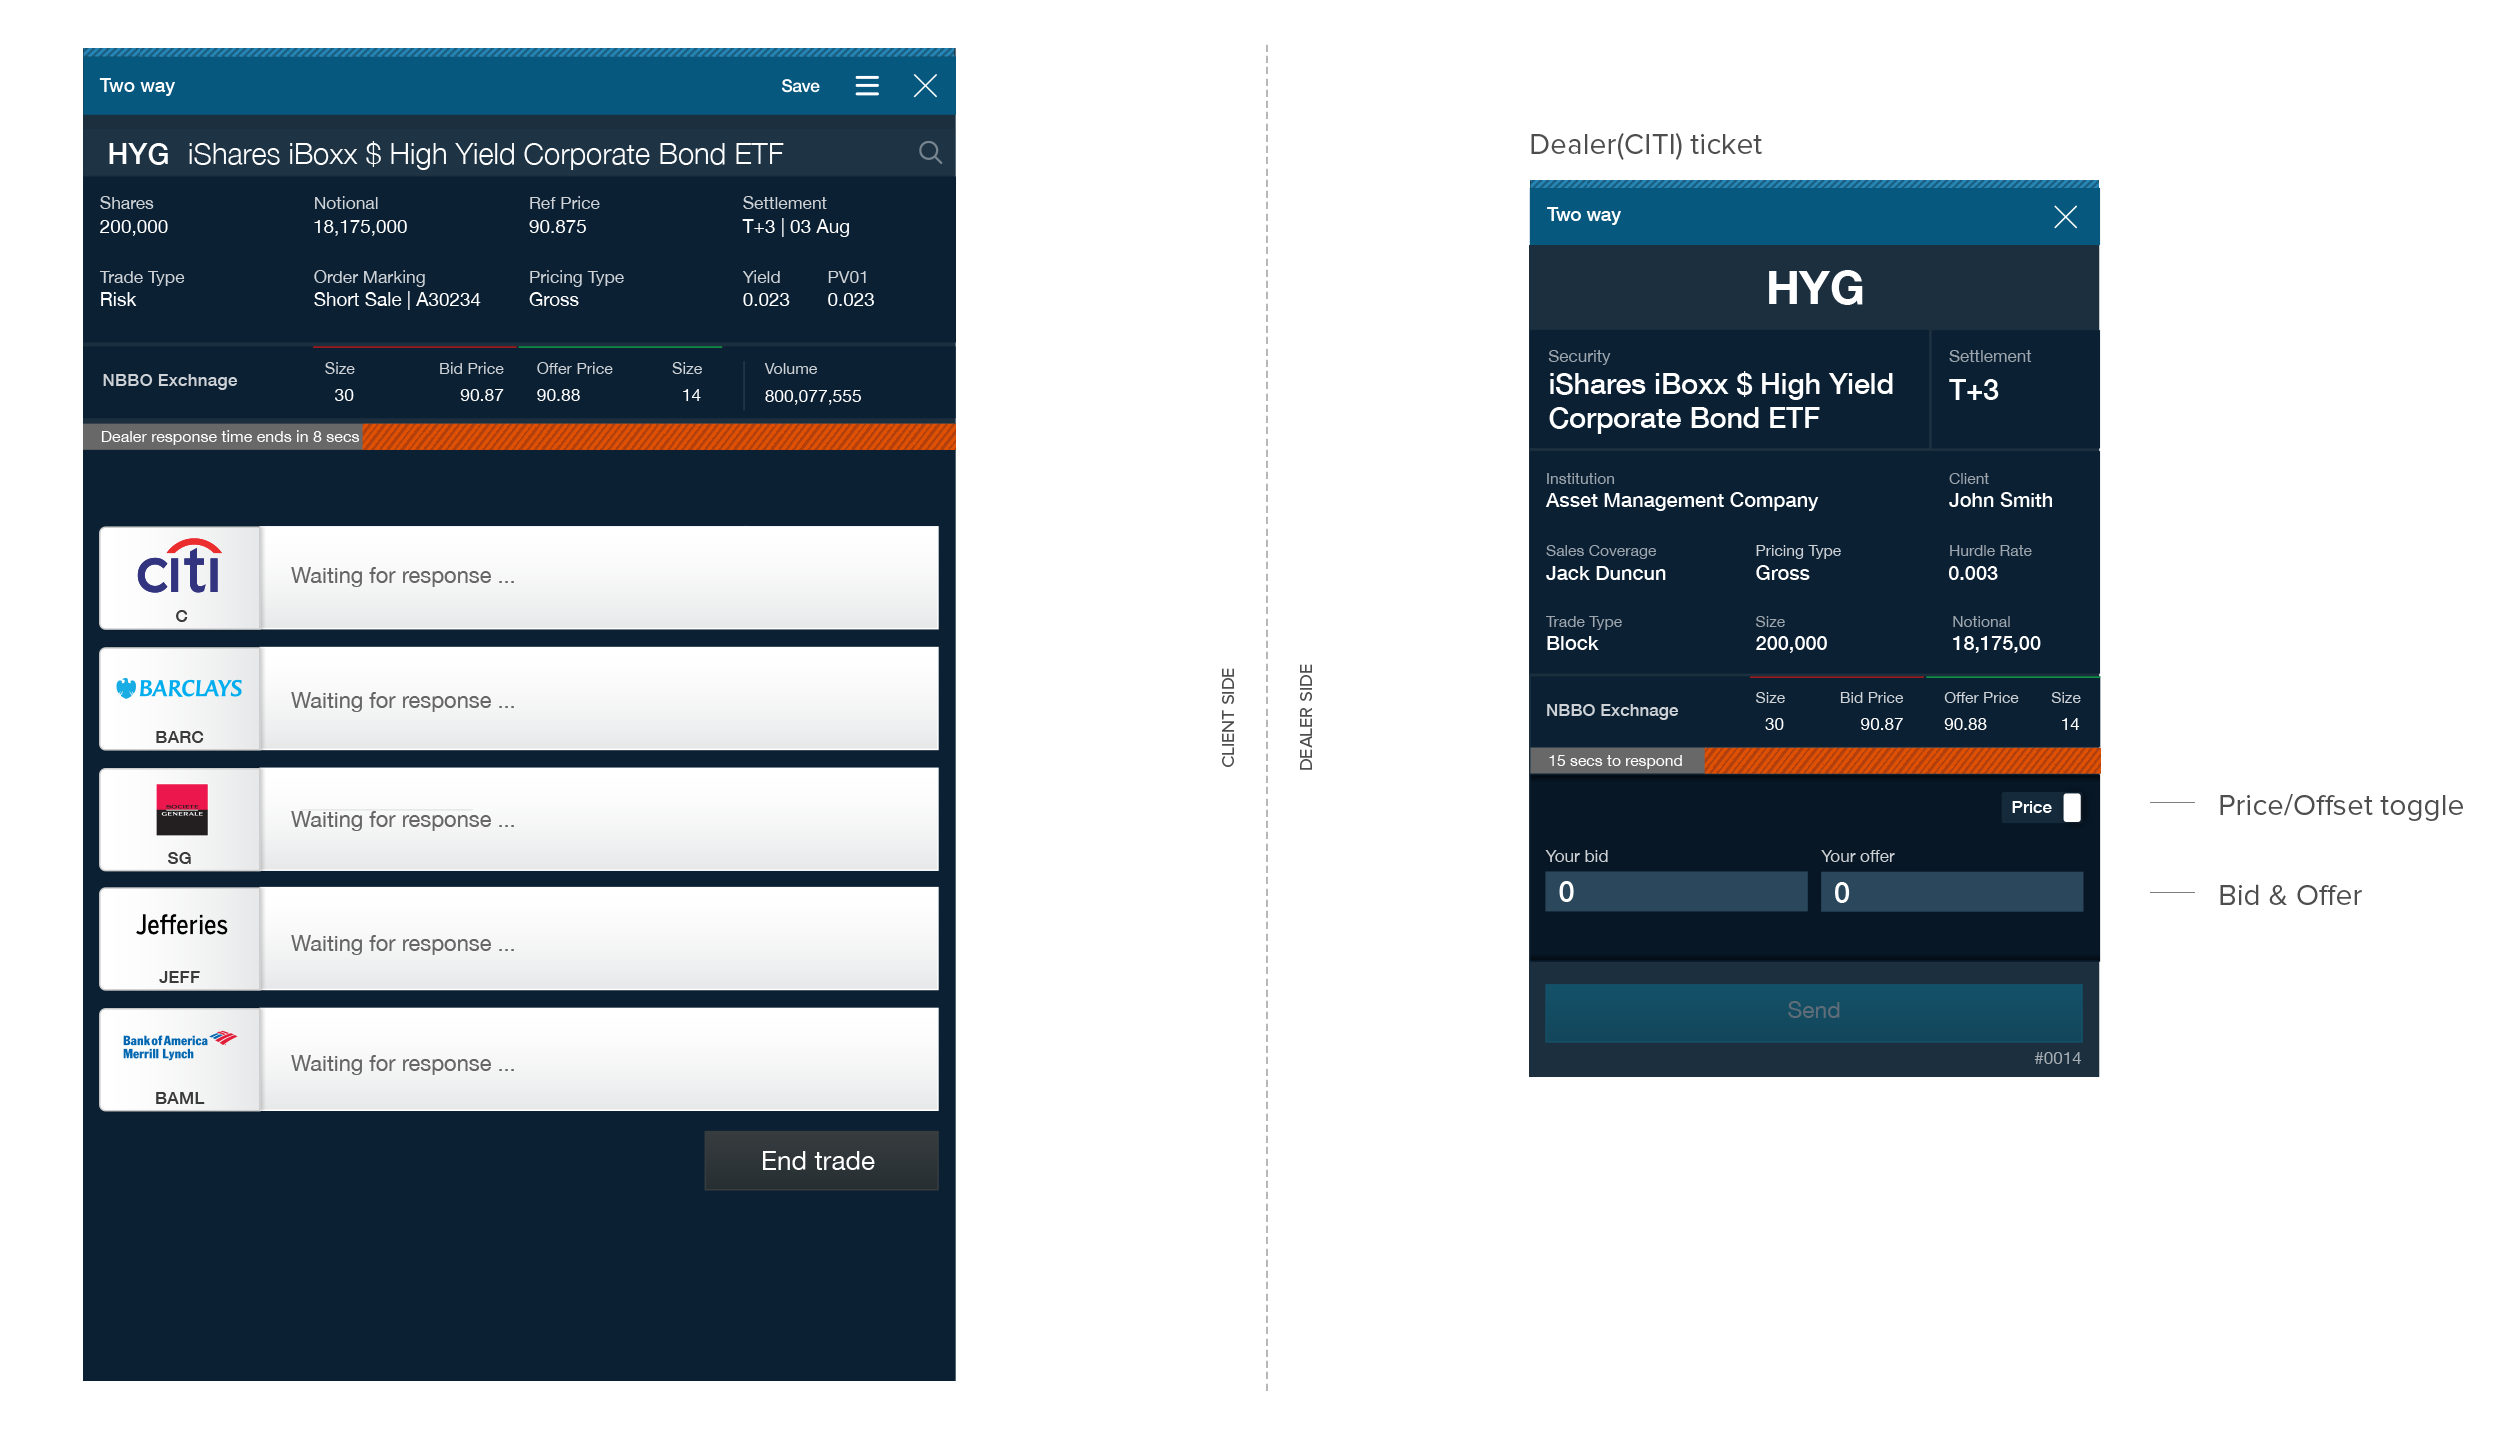 Two way
Save
HYG iShares iBoxx $ High Yield Corporate Bond ETF
Shares Notional Ref Price Settlement
200,000 18,175,000 90.875 T+3 | 03 Aug
Trade Type Order Marking Pricing Type Yield PV01
Risk Short Sale | A30234 Gross 0.023 0.023
NBBO Exchnage
Size Bid Price Offer Price Size Volume
30 90.87 90.88 14 800,077,555
Dealer response time ends in 8 secs
citi
C
Waiting for response ...
BARCLAYS
BARC
Waiting for response ...
SOCIETE
GENERALE
SG
Waiting for response ...
Jefferies
JEFF
Waiting for response ...
Bank of America
Merrill Lynch
BAML
Waiting for response ...
End trade
CLIENT SIDE
DEALER SIDE
Dealer(CITI) ticket
Two way
HYG
Security
iShares iBoxx $ High Yield
Corporate Bond ETF
Settlement
T+3
Institution Client
Asset Management Company John Smith
Sales Coverage Pricing Type Hurdle Rate
Jack Duncun Gross 0.003
Trade Type Size Notional
Block 200,000 18,175,00
NBBO Exchnage
Size Bid Price Offer Price Size
30 90.87 90.88 14
15 secs to respond
Price
Your bid Your offer
0 0
Send
#0014
Price/Offset toggle
Bid & Offer